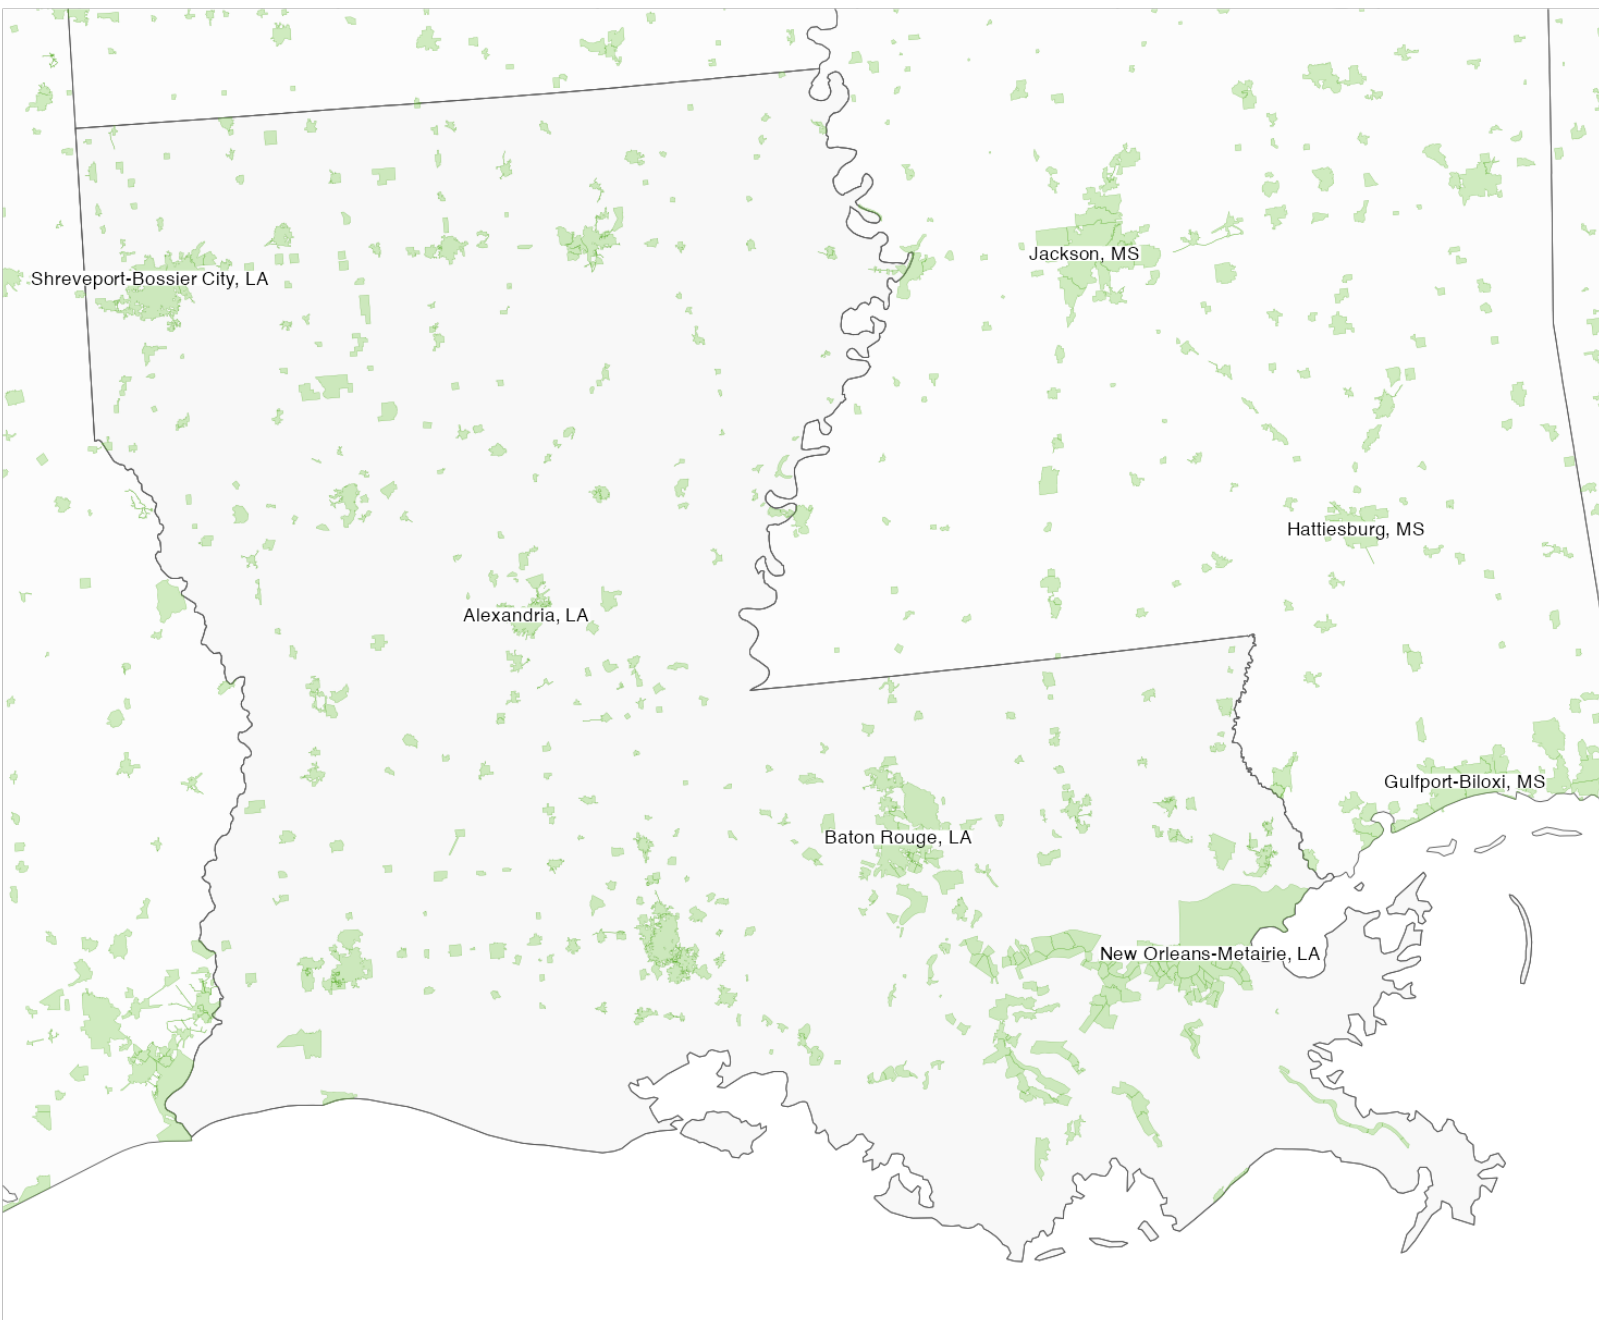 Jackson, MS
Shreveport-Bossier City, LA
Hattiesburg, MS
Alexandria, LA
Gulfport-Biloxi, MS
Baton Rouge, LA
New Orleans-Metairie, LA